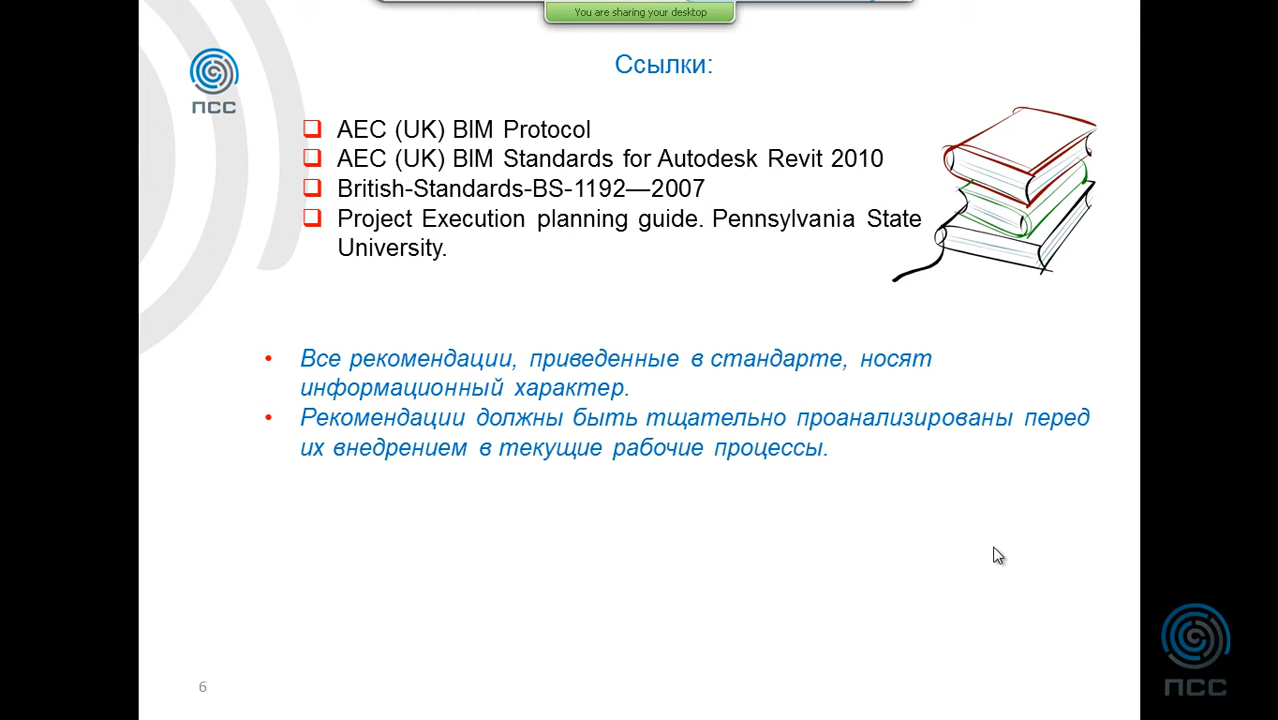 You are sharing your desktop
Ссылки:
ПСС
AEC (UK) BIM Protocol
AEC (UK) BIM Standards for Autodesk Revit 2010
British-Standards-BS-1192—2007
Project Execution planning guide. Pennsylvania State
University.
Все рекомендации, приведенные в стандарте, носят
информационный характер.
Рекомендации должны быть тщательно проанализированы перед
их внедрением в текущие рабочие процессы.
6
ПСС